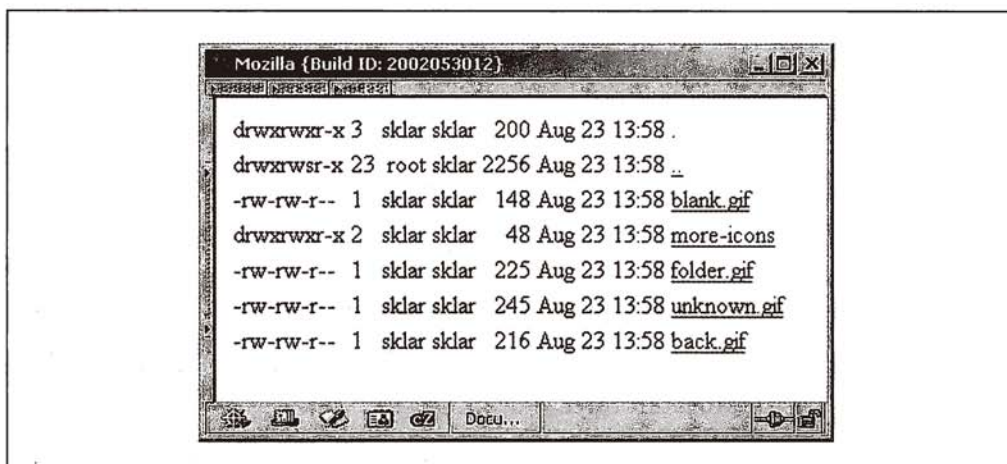 Mozilla {Build ID: 2002053012}
drwxrwxr-x 3 sklar sklar 200 Aug 23 13:58 .
drwxrwsr-x 23 root sklar 2256 Aug 23 13:58 ..
-rw-rw-r-- 1 sklar sklar 148 Aug 23 13:58 blank.gif
drwxrwxr-x 2 sklar sklar 48 Aug 23 13:58 more-icons
-rw-rw-r-- 1 sklar sklar 225 Aug 23 13:58 folder.gif
-rw-rw-r-- 1 sklar sklar 245 Aug 23 13:58 unknown.gif
-rw-rw-r-- 1 sklar sklar 216 Aug 23 13:58 back.gif
Docu...